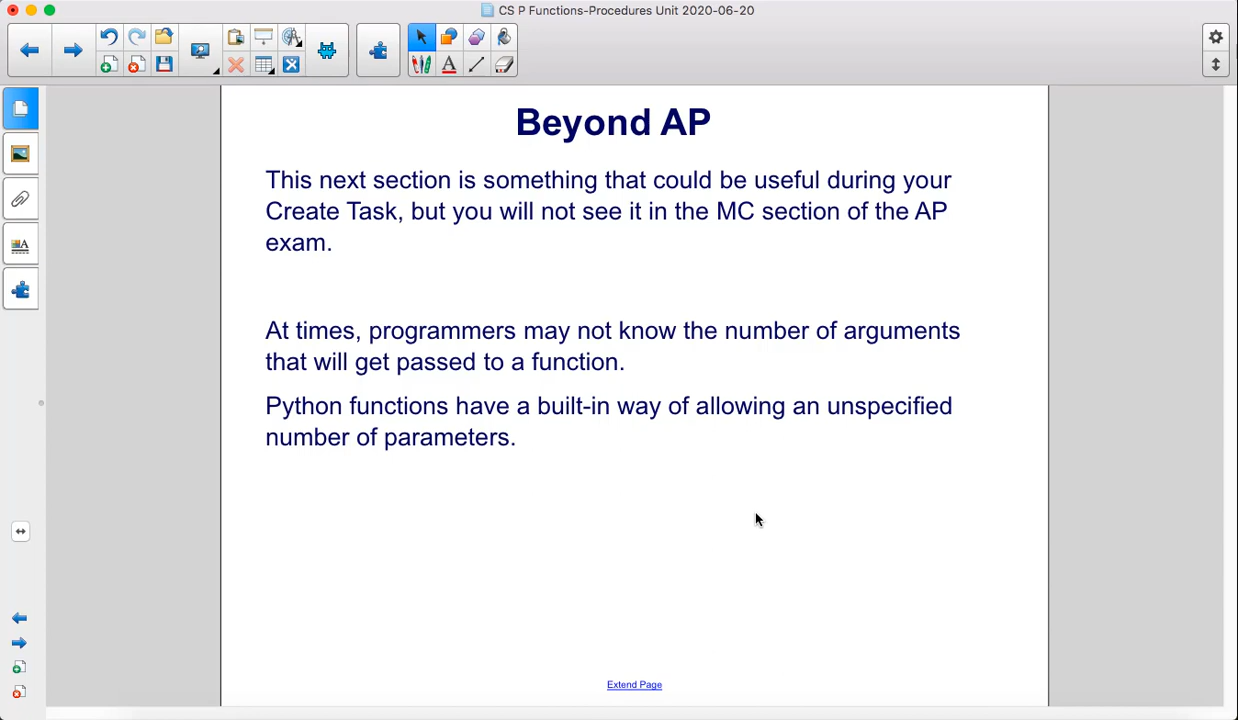 CS P Functions-Procedures Unit 2020-06-20
Beyond AP
This next section is something that could be useful during your
Create Task, but you will not see it in the MC section of the AP
exam.
At times, programmers may not know the number of arguments
that will get passed to a function.
Python functions have a built-in way of allowing an unspecified
number of parameters.
Extend Page